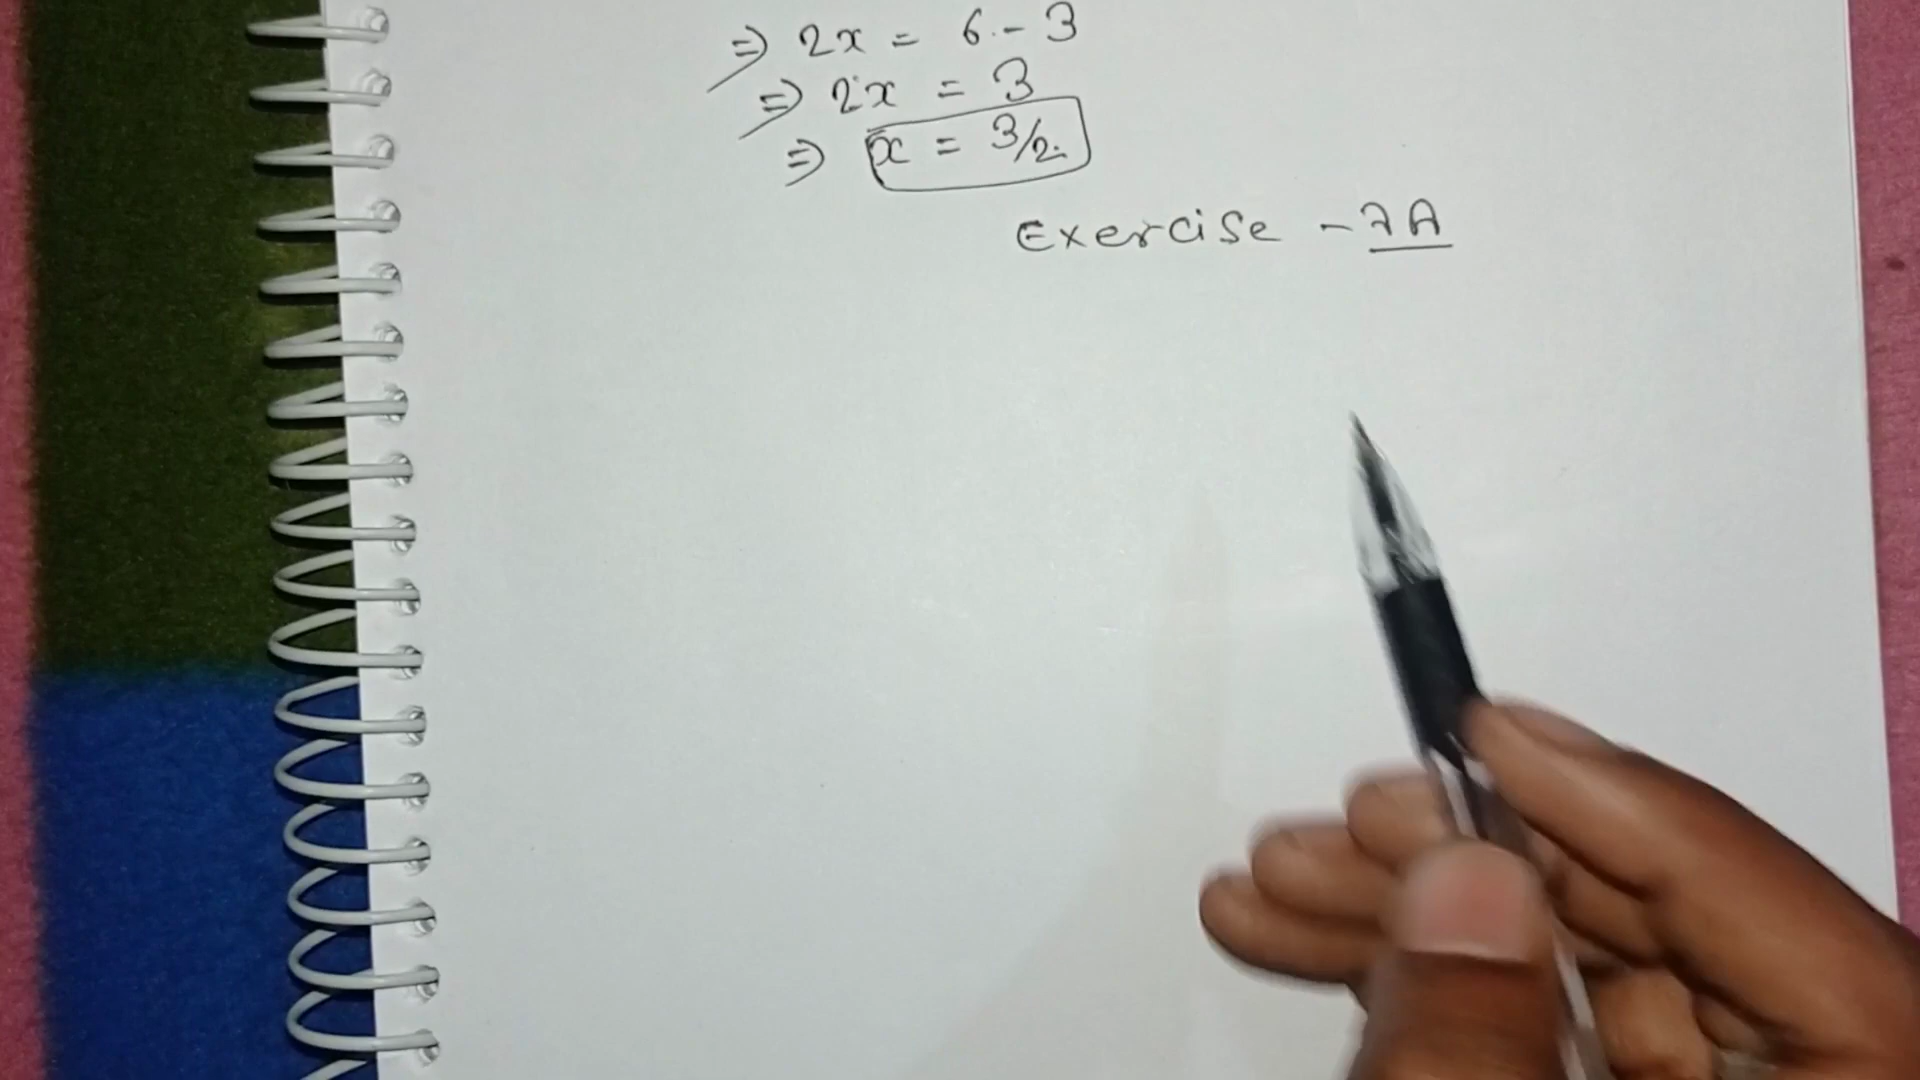 ⇒ 2x = 6 - 3
⇒ 2x = 3
⇒ x = 3/2.
Exercise - 7A